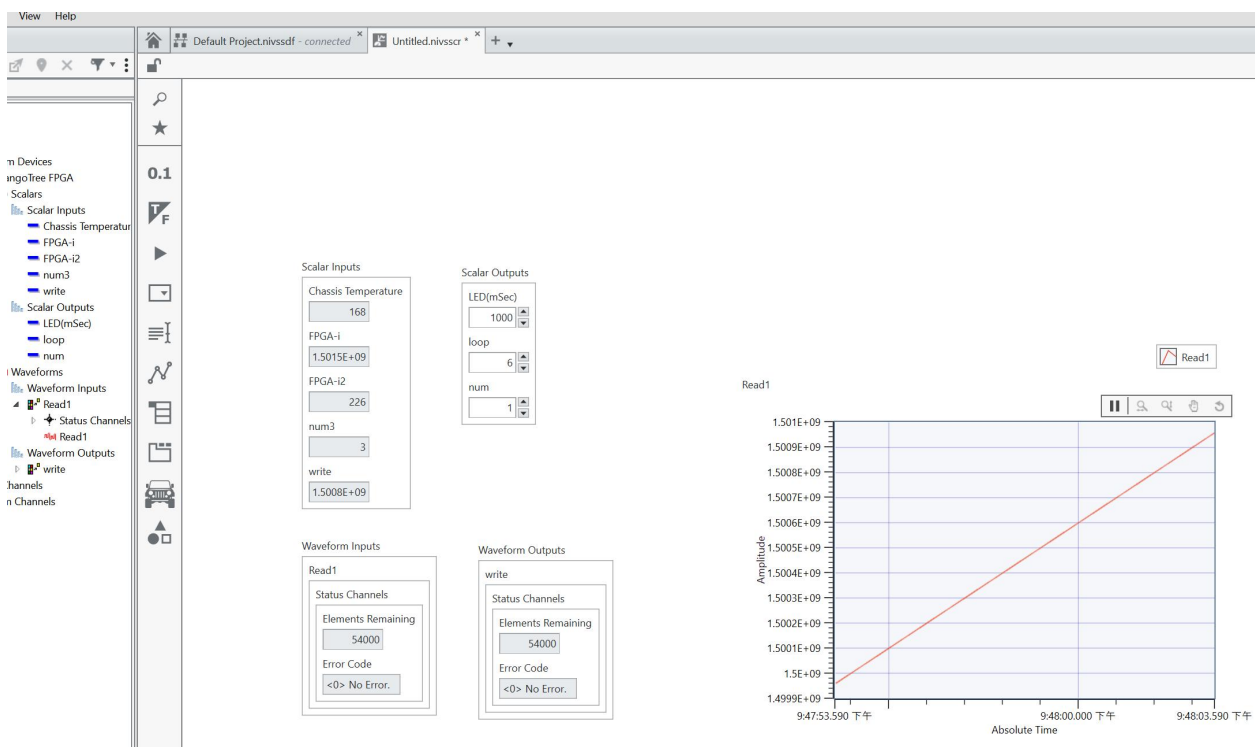 View Help
Default Project.nivssdf - connected
Untitled.nivsscr *
m Devices
angoTree FPGA
Scalars
Scalar Inputs
Chassis Temperatur
FPGA-i
FPGA-i2
num3
write
Scalar Outputs
LED(mSec)
loop
num
Waveforms
Waveform Inputs
Read1
Status Channels
Read1
Waveform Outputs
write
Channels
n Channels
0.1
T F
Scalar Inputs
Chassis Temperature
168
FPGA-i
1.5015E+09
FPGA-i2
226
num3
3
write
1.5008E+09
Scalar Outputs
LED(mSec)
1000
loop
6
num
1
Waveform Inputs
Read1
Status Channels
Elements Remaining
54000
Error Code
<0> No Error.
Waveform Outputs
write
Status Channels
Elements Remaining
54000
Error Code
<0> No Error.
Read1
Read1
1.501E+09
1.5009E+09
1.5008E+09
1.5007E+09
1.5006E+09
1.5005E+09
1.5004E+09
1.5003E+09
1.5002E+09
1.5001E+09
1.5E+09
1.4999E+09
Amplitude
9:47:53.590 下午
9:48:00.000 下午
9:48:03.590 下午
Absolute Time